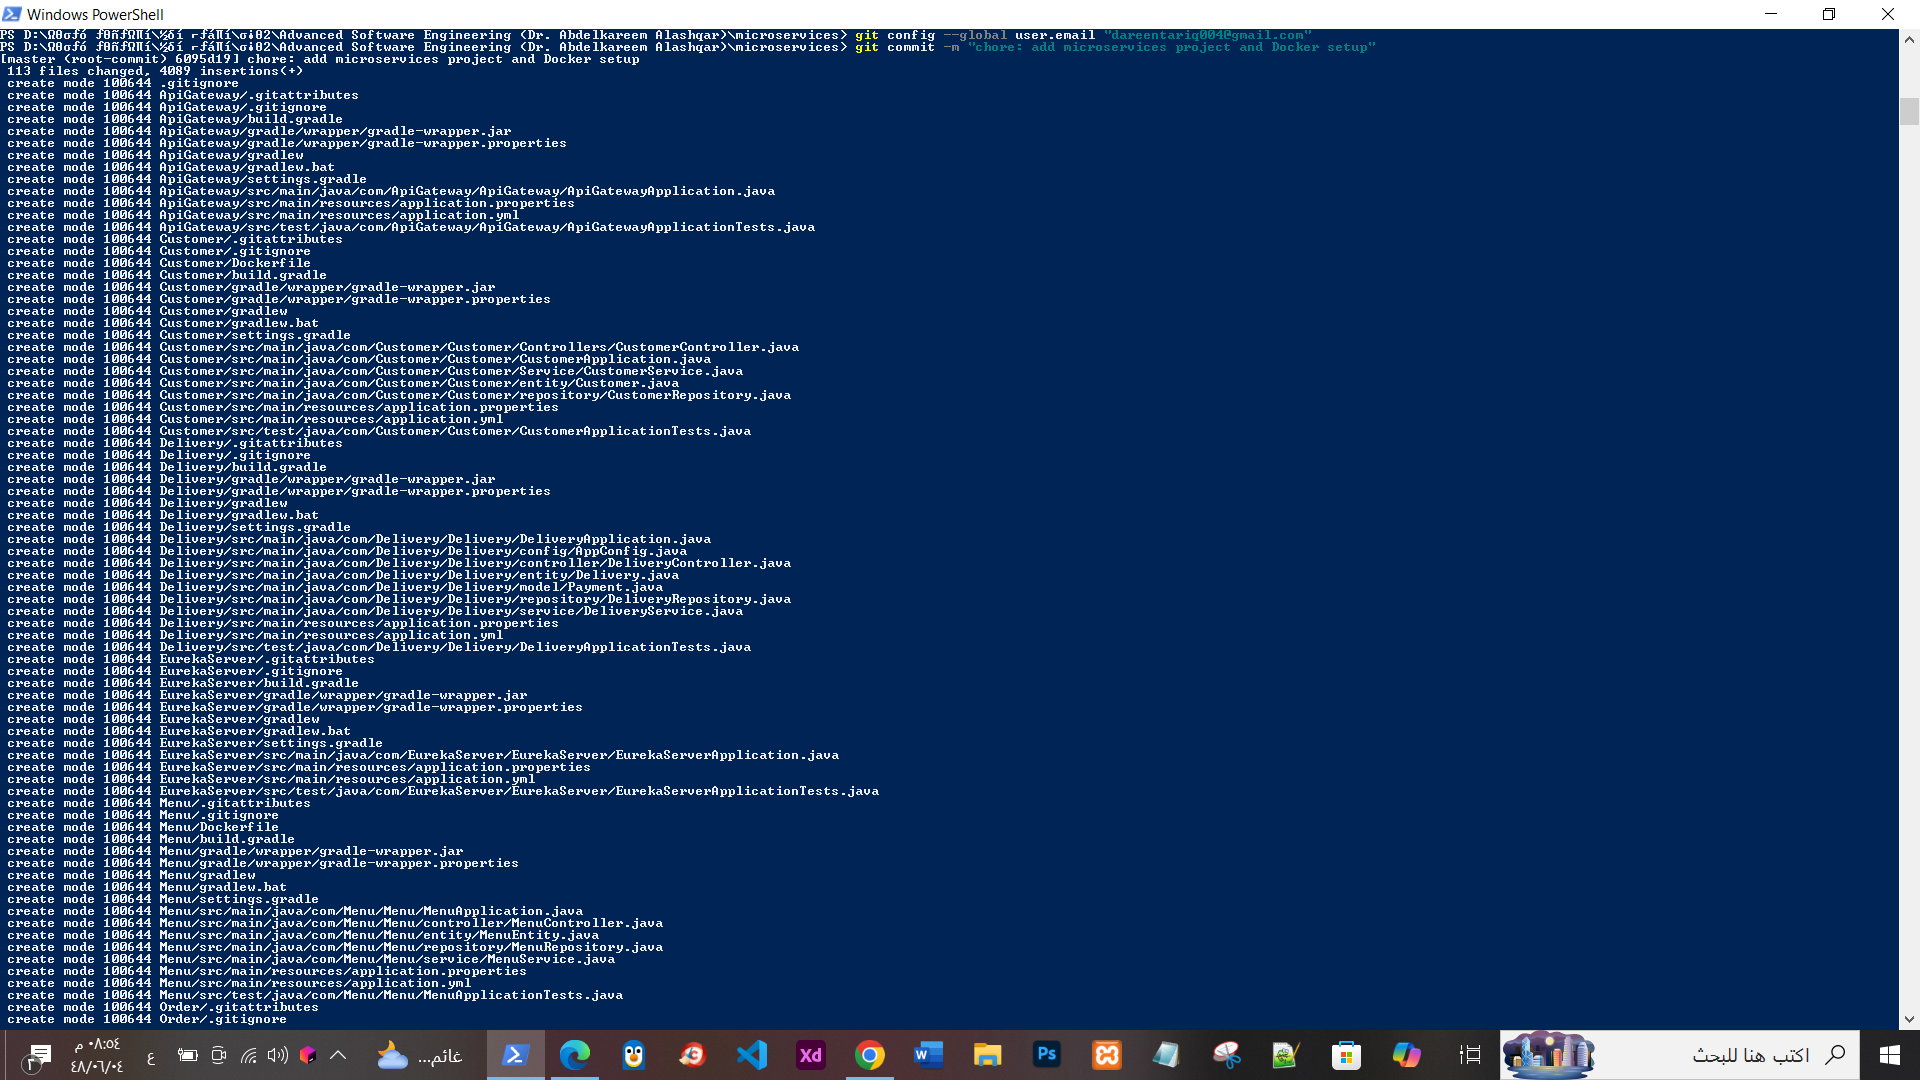 Windows PowerShell
PS D:\Ωθσƒó ƒθñƒΩΠí\½δí ⌐ƒáΠí\σ⇂θ2\Advanced Software Engineering (Dr. Abdelkareem Alashqar)\microservices> git config --global user.email "dareentariq004@gmail.com"
PS D:\Ωθσƒó ƒθñƒΩΠí\½δí ⌐ƒáΠí\σ⇂θ2\Advanced Software Engineering (Dr. Abdelkareem Alashqar)\microservices> git commit -m "chore: add microservices project and Docker setup"
[master (root-commit) 6095d19] chore: add microservices project and Docker setup
 113 files changed, 4089 insertions(+)
 create mode 100644 .gitignore
 create mode 100644 ApiGateway/.gitattributes
 create mode 100644 ApiGateway/.gitignore
 create mode 100644 ApiGateway/build.gradle
 create mode 100644 ApiGateway/gradle/wrapper/gradle-wrapper.jar
 create mode 100644 ApiGateway/gradle/wrapper/gradle-wrapper.properties
 create mode 100644 ApiGateway/gradlew
 create mode 100644 ApiGateway/gradlew.bat
 create mode 100644 ApiGateway/settings.gradle
 create mode 100644 ApiGateway/src/main/java/com/ApiGateway/ApiGateway/ApiGatewayApplication.java
 create mode 100644 ApiGateway/src/main/resources/application.properties
 create mode 100644 ApiGateway/src/main/resources/application.yml
 create mode 100644 ApiGateway/src/test/java/com/ApiGateway/ApiGateway/ApiGatewayApplicationTests.java
 create mode 100644 Customer/.gitattributes
 create mode 100644 Customer/.gitignore
 create mode 100644 Customer/Dockerfile
 create mode 100644 Customer/build.gradle
 create mode 100644 Customer/gradle/wrapper/gradle-wrapper.jar
 create mode 100644 Customer/gradle/wrapper/gradle-wrapper.properties
 create mode 100644 Customer/gradlew
 create mode 100644 Customer/gradlew.bat
 create mode 100644 Customer/settings.gradle
 create mode 100644 Customer/src/main/java/com/Customer/Customer/Controllers/CustomerController.java
 create mode 100644 Customer/src/main/java/com/Customer/Customer/CustomerApplication.java
 create mode 100644 Customer/src/main/java/com/Customer/Customer/Service/CustomerService.java
 create mode 100644 Customer/src/main/java/com/Customer/Customer/entity/Customer.java
 create mode 100644 Customer/src/main/java/com/Customer/Customer/repository/CustomerRepository.java
 create mode 100644 Customer/src/main/resources/application.properties
 create mode 100644 Customer/src/main/resources/application.yml
 create mode 100644 Customer/src/test/java/com/Customer/Customer/CustomerApplicationTests.java
 create mode 100644 Delivery/.gitattributes
 create mode 100644 Delivery/.gitignore
 create mode 100644 Delivery/build.gradle
 create mode 100644 Delivery/gradle/wrapper/gradle-wrapper.jar
 create mode 100644 Delivery/gradle/wrapper/gradle-wrapper.properties
 create mode 100644 Delivery/gradlew
 create mode 100644 Delivery/gradlew.bat
 create mode 100644 Delivery/settings.gradle
 create mode 100644 Delivery/src/main/java/com/Delivery/Delivery/DeliveryApplication.java
 create mode 100644 Delivery/src/main/java/com/Delivery/Delivery/config/AppConfig.java
 create mode 100644 Delivery/src/main/java/com/Delivery/Delivery/controller/DeliveryController.java
 create mode 100644 Delivery/src/main/java/com/Delivery/Delivery/entity/Delivery.java
 create mode 100644 Delivery/src/main/java/com/Delivery/Delivery/model/Payment.java
 create mode 100644 Delivery/src/main/java/com/Delivery/Delivery/repository/DeliveryRepository.java
 create mode 100644 Delivery/src/main/java/com/Delivery/Delivery/service/DeliveryService.java
 create mode 100644 Delivery/src/main/resources/application.properties
 create mode 100644 Delivery/src/main/resources/application.yml
 create mode 100644 Delivery/src/test/java/com/Delivery/Delivery/DeliveryApplicationTests.java
 create mode 100644 EurekaServer/.gitattributes
 create mode 100644 EurekaServer/.gitignore
 create mode 100644 EurekaServer/build.gradle
 create mode 100644 EurekaServer/gradle/wrapper/gradle-wrapper.jar
 create mode 100644 EurekaServer/gradle/wrapper/gradle-wrapper.properties
 create mode 100644 EurekaServer/gradlew
 create mode 100644 EurekaServer/gradlew.bat
 create mode 100644 EurekaServer/settings.gradle
 create mode 100644 EurekaServer/src/main/java/com/EurekaServer/EurekaServer/EurekaServerApplication.java
 create mode 100644 EurekaServer/src/main/resources/application.properties
 create mode 100644 EurekaServer/src/main/resources/application.yml
 create mode 100644 EurekaServer/src/test/java/com/EurekaServer/EurekaServer/EurekaServerApplicationTests.java
 create mode 100644 Menu/.gitattributes
 create mode 100644 Menu/.gitignore
 create mode 100644 Menu/Dockerfile
 create mode 100644 Menu/build.gradle
 create mode 100644 Menu/gradle/wrapper/gradle-wrapper.jar
 create mode 100644 Menu/gradle/wrapper/gradle-wrapper.properties
 create mode 100644 Menu/gradlew
 create mode 100644 Menu/gradlew.bat
 create mode 100644 Menu/settings.gradle
 create mode 100644 Menu/src/main/java/com/Menu/Menu/MenuApplication.java
 create mode 100644 Menu/src/main/java/com/Menu/Menu/controller/MenuController.java
 create mode 100644 Menu/src/main/java/com/Menu/Menu/entity/MenuEntity.java
 create mode 100644 Menu/src/main/java/com/Menu/Menu/repository/MenuRepository.java
 create mode 100644 Menu/src/main/java/com/Menu/Menu/service/MenuService.java
 create mode 100644 Menu/src/main/resources/application.properties
 create mode 100644 Menu/src/main/resources/application.yml
 create mode 100644 Menu/src/test/java/com/Menu/Menu/MenuApplicationTests.java
 create mode 100644 Order/.gitattributes
 create mode 100644 Order/.gitignore
اكتب هنا للبحث
Ps
W
Xd
غائم...
ع
٠٨:٥٤ م
٤٨/٠٦/٠٤
٢